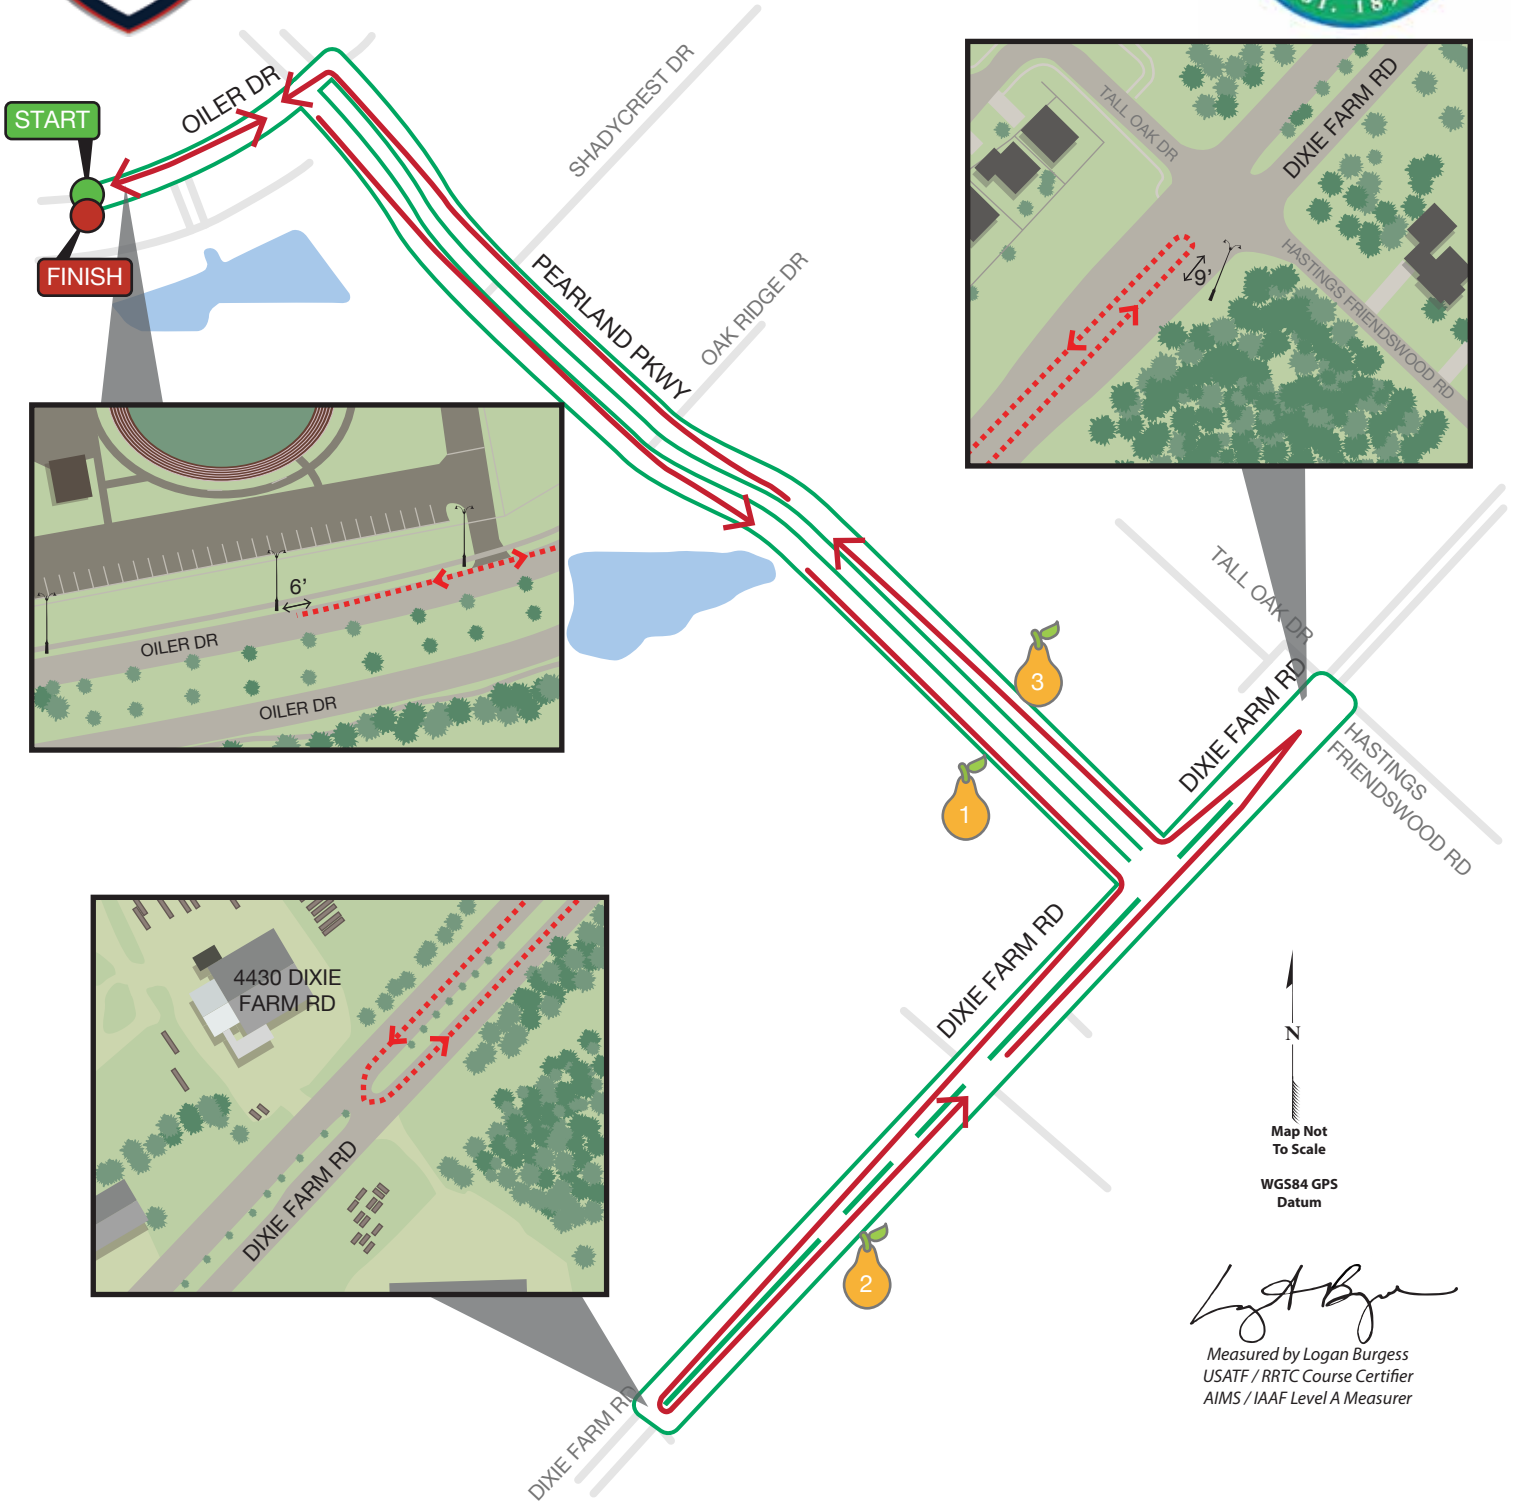 START
FINISH
OILER DR
SHADYCREST DR
PEARLAND PKWY
OAK RIDGE DR
TALL OAK DR
DIXIE FARM RD
9'
HASTINGS FRIENDSWOOD RD
6'
OILER DR
OILER DR
TALL OAK DR
DIXIE FARM RD
HASTINGS
FRIENDSWOOD RD
3
1
DIXIE FARM RD
4430 DIXIE
FARM RD
DIXIE FARM RD
2
DIXIE FARM RD
N
Map Not
To Scale
WGS84 GPS
Datum
Measured by Logan Burgess
USATF / RRTC Course Certifier
AIMS / IAAF Level A Measurer